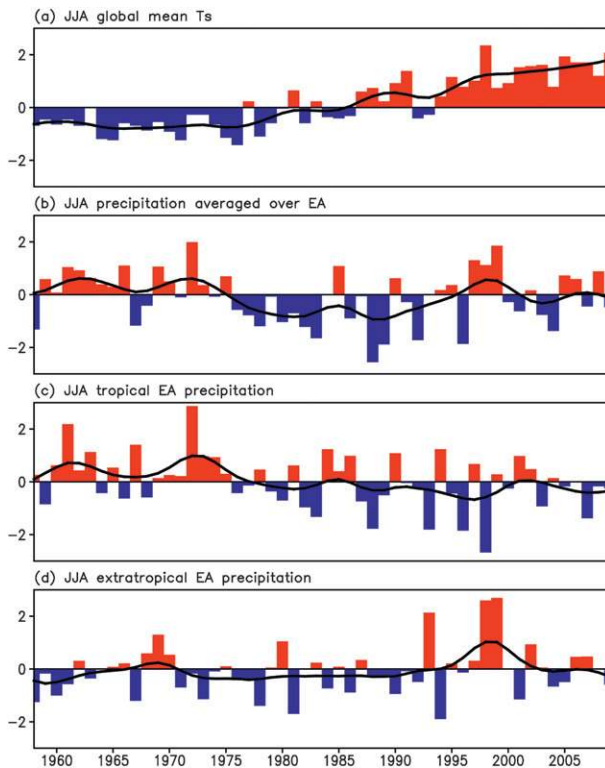 (a) JJA global mean Ts
2
0
−2
(b) JJA precipitation averaged over EA
2
0
−2
(c) JJA tropical EA precipitation
2
0
−2
(d) JJA extratropical EA precipitation
2
0
−2
1960 1965 1970 1975 1980 1985 1990 1995 2000 2005